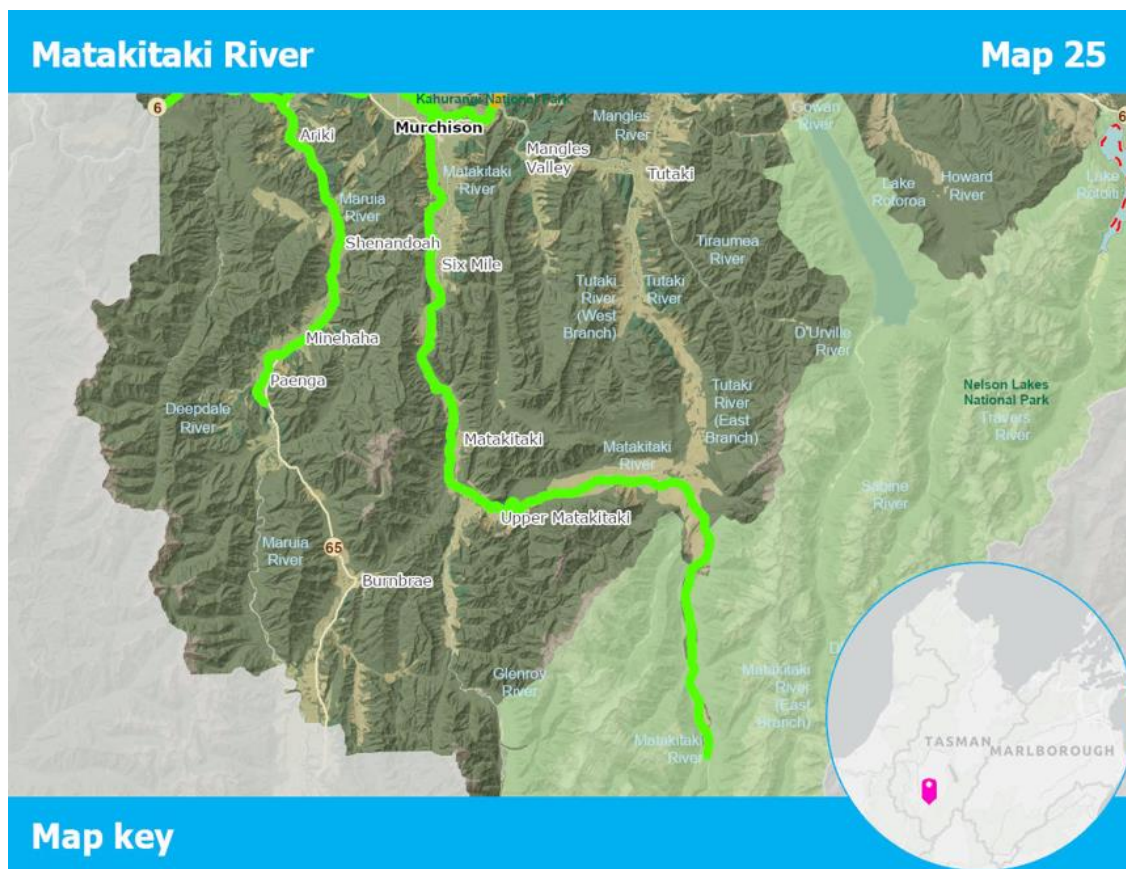 Matakitaki River
Map 25
6
Kahurangi National Park
Murchison
Ariki
Mangles
River
Gowan
River
6
Mangles
Valley
Matakitaki
River
Tutaki
Lake
Rotoroa
Howard
River
Lake
Rotoiti
Maruia
River
Shenandoah
Six Mile
Tiraumea
River
Tutaki
River
(West
Branch)
Tutaki
River
D'Urville
River
Minehaha
Paenga
Deepdale
River
Nelson Lakes
National Park
Travers
River
Tutaki
River
(East
Branch)
Matakitaki
Matakitaki
River
Sabine
River
Upper Matakitaki
Maruia
River
65
Burnbrae
Glenroy
River
Matakitaki
River
(East
Branch)
D
Matakitaki
River
TASMAN
MARLBOROUGH
Map key